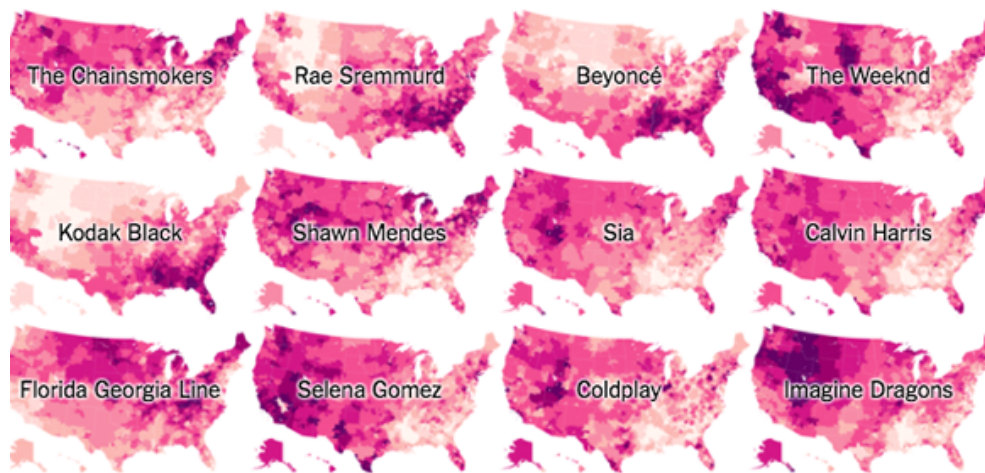 The Chainsmokers
Rae Sremmurd
Beyoncé
The Weeknd
Kodak Black
Shawn Mendes
Sia
Calvin Harris
Florida Georgia Line
Selena Gomez
Coldplay
Imagine Dragons